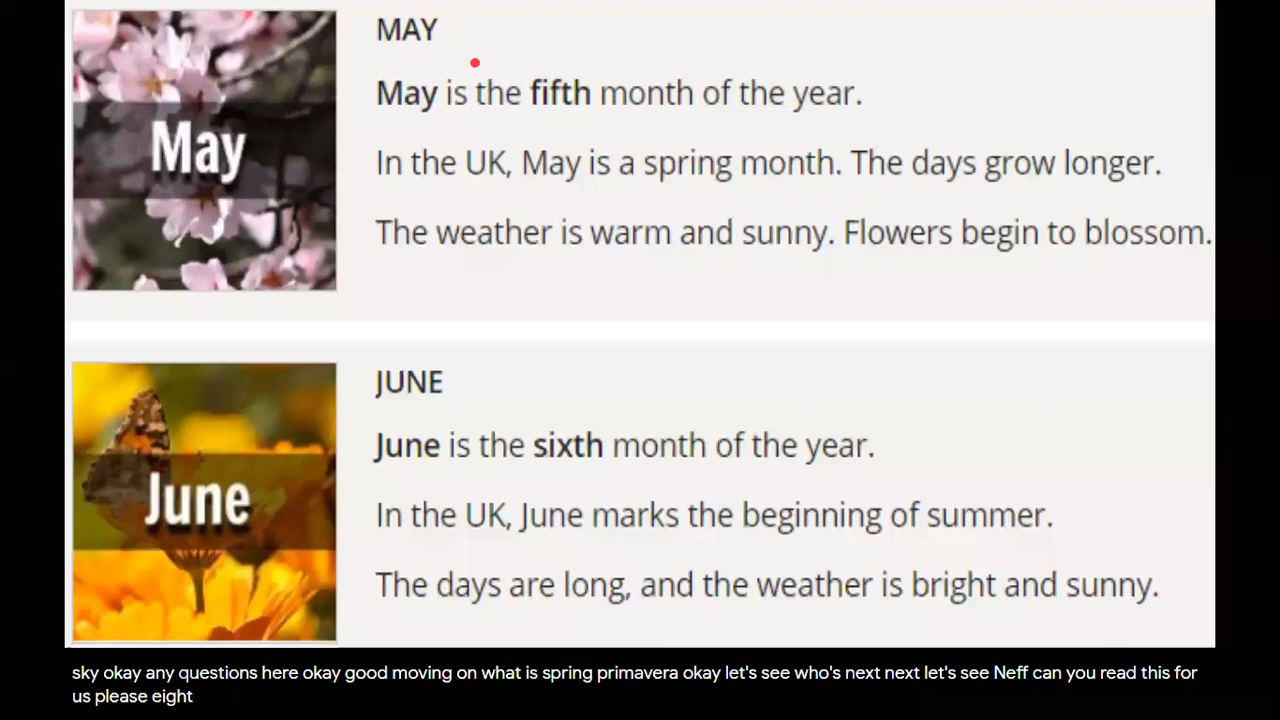 May
MAY
May is the fifth month of the year.
In the UK, May is a spring month. The days grow longer.
The weather is warm and sunny. Flowers begin to blossom.
June
JUNE
June is the sixth month of the year.
In the UK, June marks the beginning of summer.
The days are long, and the weather is bright and sunny.
sky okay any questions here okay good moving on what is spring primavera okay let's see who's next next let's see Neff can you read this for
us please eight